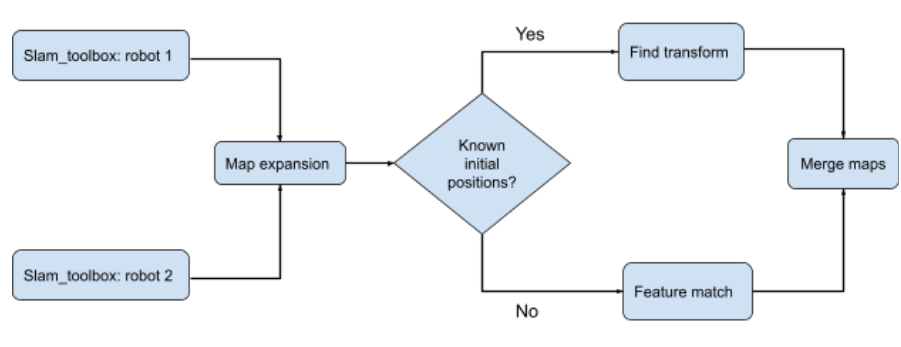 Slam_toolbox: robot 1
Yes
Find transform
Map expansion
Known
initial
positions?
Merge maps
Slam_toolbox: robot 2
No
Feature match